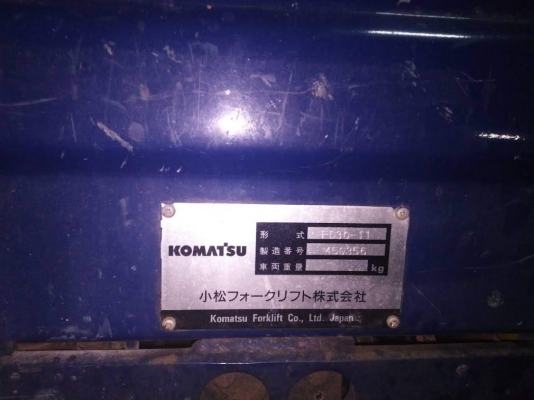 KOMATSU
形式 FD30-11
製造番号
車両重量 kg
小松フォークリフト株式会社
Komatsu Forklift Co., Ltd. Japan